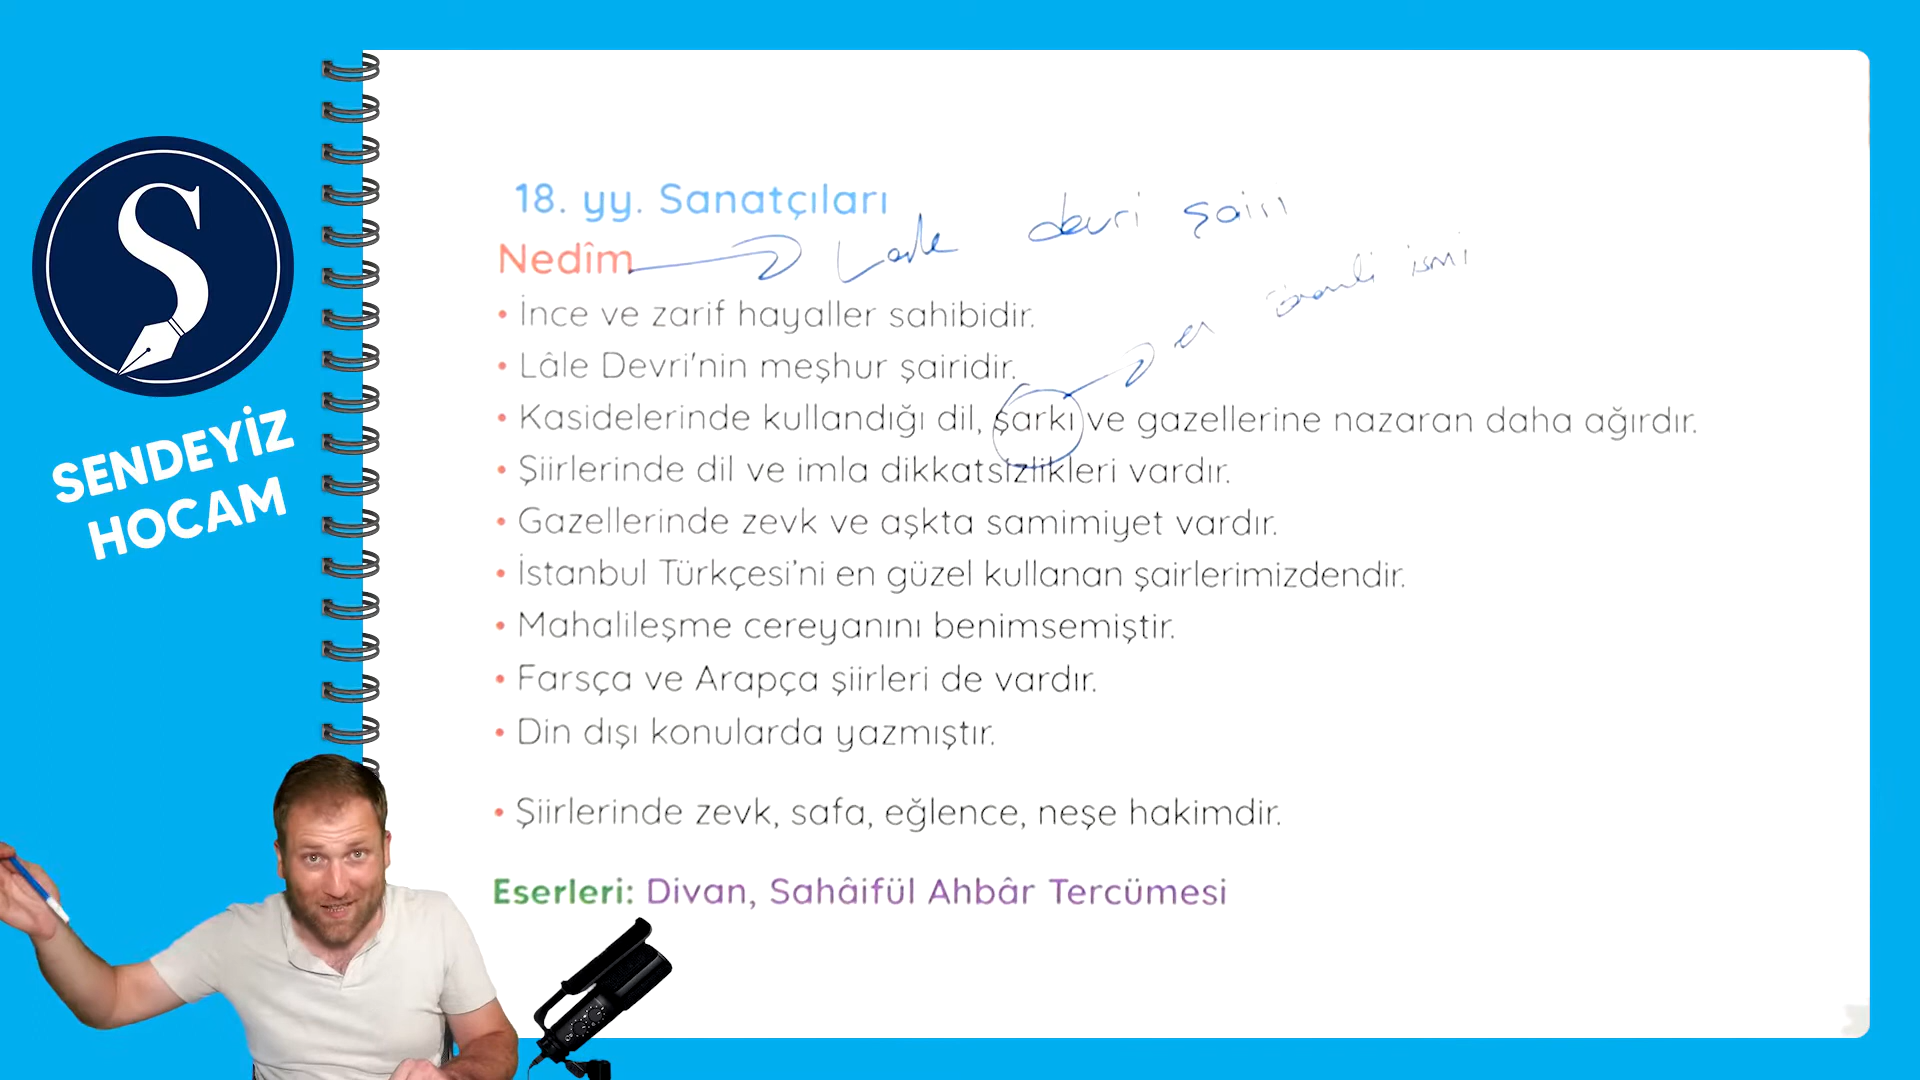 S
SENDEYİZ
HOCAM
18. yy. Sanatçıları
Nedîm
Lale devri şairi
en önemli ismi
• İnce ve zarif hayaller sahibidir.
• Lâle Devri'nin meşhur şairidir.
• Kasidelerinde kullandığı dil, şarkı ve gazellerine nazaran daha ağırdır.
• Şiirlerinde dil ve imla dikkatsizlikleri vardır.
• Gazellerinde zevk ve aşkta samimiyet vardır.
• İstanbul Türkçesi’ni en güzel kullanan şairlerimizdendir.
• Mahalileşme cereyanını benimsemiştir.
• Farsça ve Arapça şiirleri de vardır.
• Din dışı konularda yazmıştır.
• Şiirlerinde zevk, safa, eğlence, neşe hakimdir.
Eserleri: Divan, Sahâifül Ahbâr Tercümesi